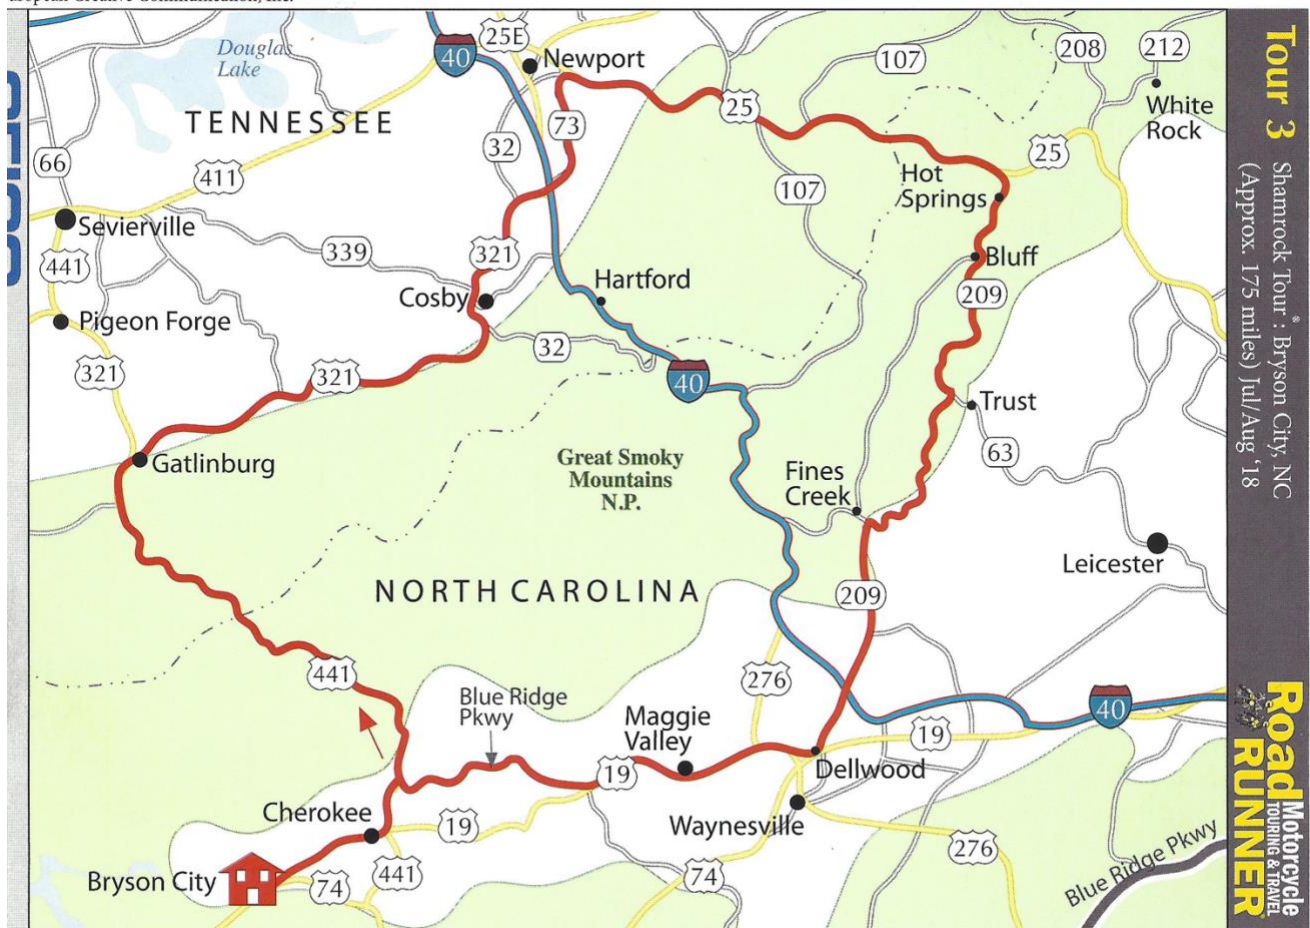 25E
40
Newport
107
208
212
White
Rock
Douglas
Lake
TENNESSEE
73
25
32
25
66
411
107
Hot
Springs
Sevierville
441
339
321
Bluff
Cosby
Hartford
209
Pigeon Forge
32
321
321
40
Trust
63
Gatlinburg
Great Smoky
Mountains
N.P.
Fines
Creek
Leicester
NORTH CAROLINA
209
441
276
Blue Ridge
Pkwy
Maggie
Valley
40
19
19
Dellwood
Cherokee
19
Waynesville
276
441
74
Bryson City
74
Blue Ridge Pkwy
Tour 3
Shamrock Tour®: Bryson City, NC
(Approx. 175 miles) Jul/Aug ‘18
Road
RUNNER
Motorcycle
TOURING & TRAVEL